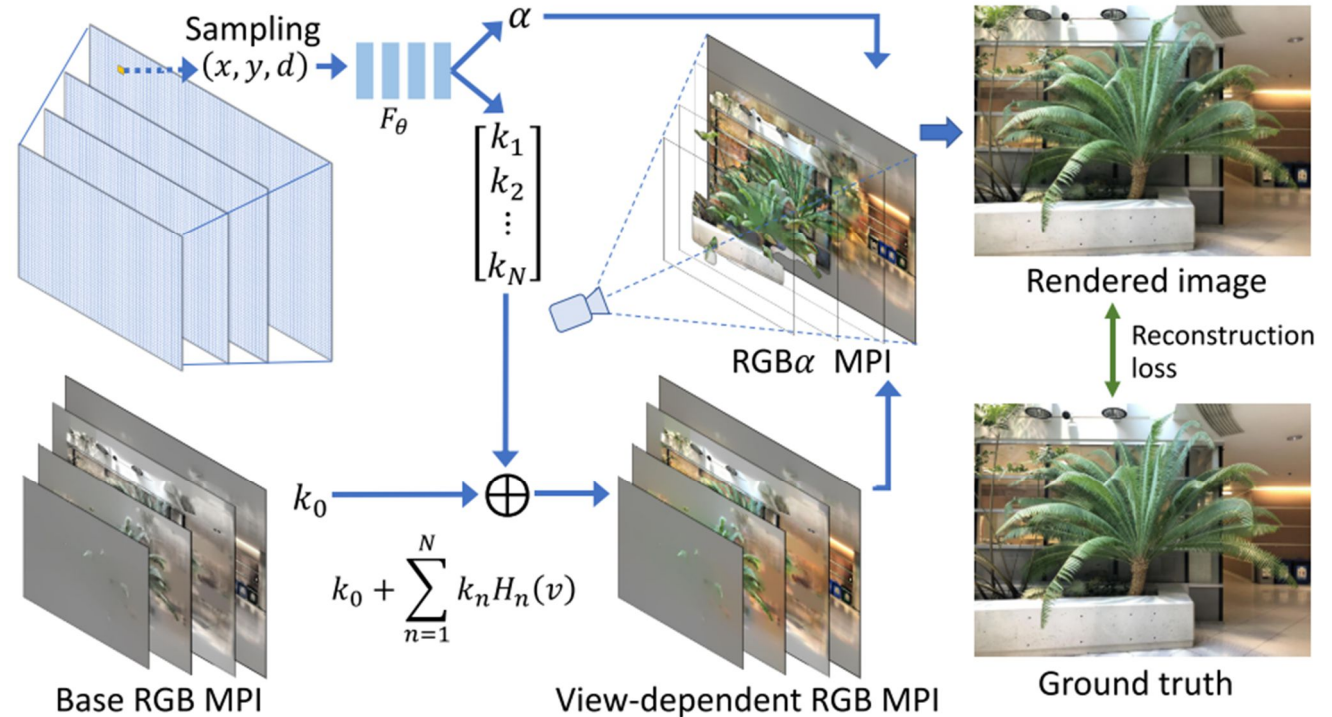 Sampling
(x, y, d)
F_θ
α
[k_1
k_2
⋮
k_N]
RGBα MPI
Rendered image
Reconstruction
loss
k_0
k_0 + \sum_{n=1}^{N} k_n H_n(v)
Base RGB MPI
View-dependent RGB MPI
Ground truth